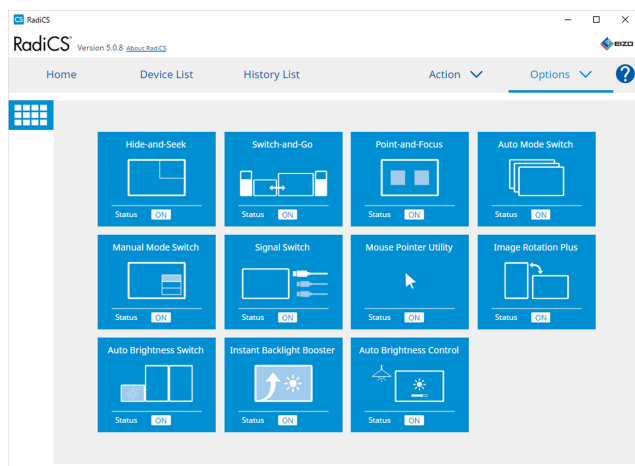 CS RadiCS
RadiCS® Version 5.0.8 About RadiCS
EIZO
Home Device List History List Action Options ?
Hide-and-Seek Switch-and-Go Point-and-Focus Auto Mode Switch
Status ON Status ON Status ON Status ON
Manual Mode Switch Signal Switch Mouse Pointer Utility Image Rotation Plus
Status ON Status ON Status ON Status ON
Auto Brightness Switch Instant Backlight Booster Auto Brightness Control
Status ON Status ON Status ON